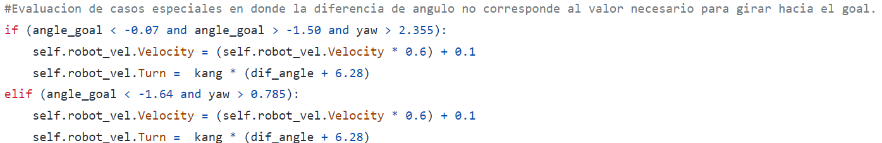 #Evaluacion de casos especiales en donde la diferencia de angulo no corresponde al valor necesario para girar hacia el goal.
if (angle_goal < -0.07 and angle_goal > -1.50 and yaw > 2.355):
    self.robot_vel.Velocity = (self.robot_vel.Velocity * 0.6) + 0.1
    self.robot_vel.Turn =  kang * (dif_angle + 6.28)
elif (angle_goal < -1.64 and yaw > 0.785):
    self.robot_vel.Velocity = (self.robot_vel.Velocity * 0.6) + 0.1
    self.robot_vel.Turn =  kang * (dif_angle + 6.28)